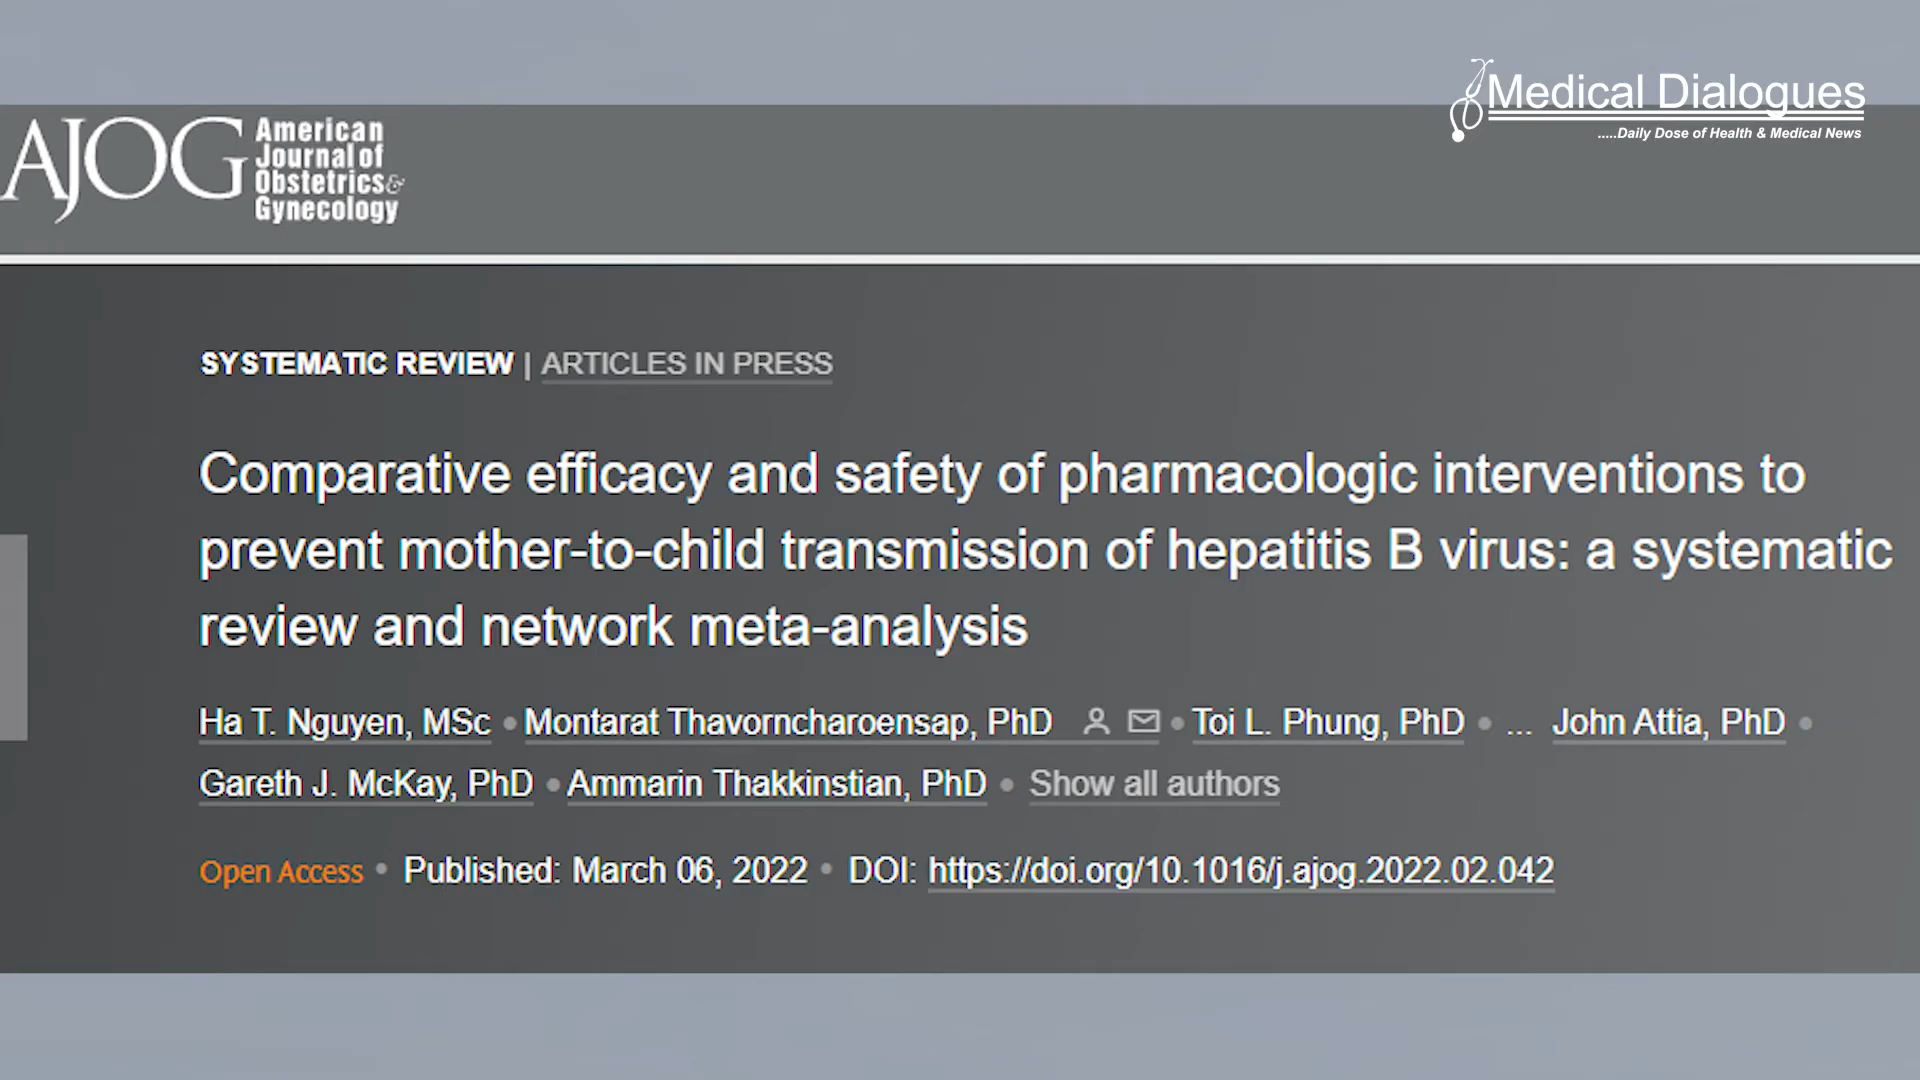 Medical Dialogues
.....Daily Dose of Health & Medical News
AJOG
American
Journal of
Obstetrics&
Gynecology
SYSTEMATIC REVIEW | ARTICLES IN PRESS
Comparative efficacy and safety of pharmacologic interventions to
prevent mother-to-child transmission of hepatitis B virus: a systematic
review and network meta-analysis
Ha T. Nguyen, MSc • Montarat Thavorncharoensap, PhD • Toi L. Phung, PhD • ... John Attia, PhD •
Gareth J. McKay, PhD • Ammarin Thakkinstian, PhD • Show all authors
Open Access • Published: March 06, 2022 • DOI: https://doi.org/10.1016/j.ajog.2022.02.042